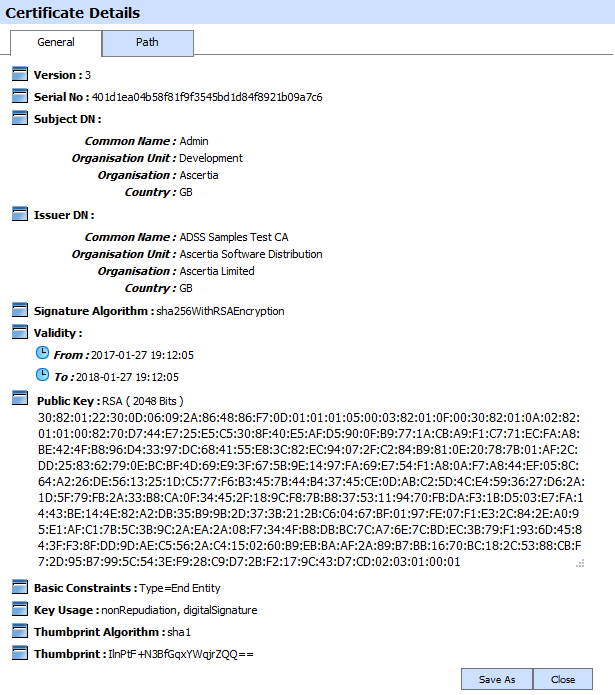 Certificate Details
General Path
Version : 3
Serial No : 401d1ea04b58f81f9f3545bd1d84f8921b09a7c6
Subject DN :
Common Name : Admin
Organisation Unit : Development
Organisation : Ascertia
Country : GB
Issuer DN :
Common Name : ADSS Samples Test CA
Organisation Unit : Ascertia Software Distribution
Organisation : Ascertia Limited
Country : GB
Signature Algorithm : sha256WithRSAEncryption
Validity :
From : 2017-01-27 19:12:05
To : 2018-01-27 19:12:05
Public Key : RSA ( 2048 Bits )
30:82:01:22:30:0D:06:09:2A:86:48:86:F7:0D:01:01:01:05:00:03:82:01:0F:00:30:82:01:0A:02:82:
01:01:00:82:70:D7:44:E7:25:E5:C5:30:8F:40:E5:AF:D5:90:0F:B9:77:1A:CB:A9:F1:C7:71:EC:FA:A8:
BE:42:4F:B8:96:D4:33:97:DC:68:41:55:E8:3C:82:EC:94:07:2F:C2:84:B9:81:0E:20:78:7B:01:AF:2C:
DD:25:83:62:79:0E:BC:BF:4D:69:E9:3F:67:5B:9E:14:97:FA:69:E7:54:F1:A8:0A:F7:A8:44:EF:05:8C:
64:A2:26:DE:56:13:25:1D:C5:77:F6:B3:45:7B:44:B4:37:45:CE:0D:AB:C2:5D:4C:E4:59:36:27:D6:2A:
1D:5F:79:FB:2A:33:B8:CA:0F:34:45:2F:18:9C:F8:7B:B8:37:53:11:94:70:FB:DA:F3:1B:D5:03:E7:FA:1
4:43:BE:14:4E:82:A2:DB:35:B9:9B:2D:37:3B:21:2B:C6:04:67:BF:01:97:FE:07:F1:E3:2C:84:2E:A0:9
5:E1:AF:C1:7B:5C:3B:9C:2A:EA:2A:08:F7:34:4F:B8:DB:BC:7C:A7:6E:7C:BD:EC:3B:79:F1:93:6D:45:8
4:3F:F3:8F:DD:9D:AE:C5:56:2A:C4:15:02:60:B9:EB:BA:AF:2A:89:B7:BB:16:70:BC:18:2C:53:88:CB:F
7:2D:95:B7:99:5C:54:3E:F9:28:C9:D7:2B:F2:17:9C:43:D7:CD:02:03:01:00:01
Basic Constraints : Type=End Entity
Key Usage : nonRepudiation, digitalSignature
Thumbprint Algorithm : sha1
Thumbprint : IlnPtF+N3BfGqxYWqjrZQQ==
Save As Close